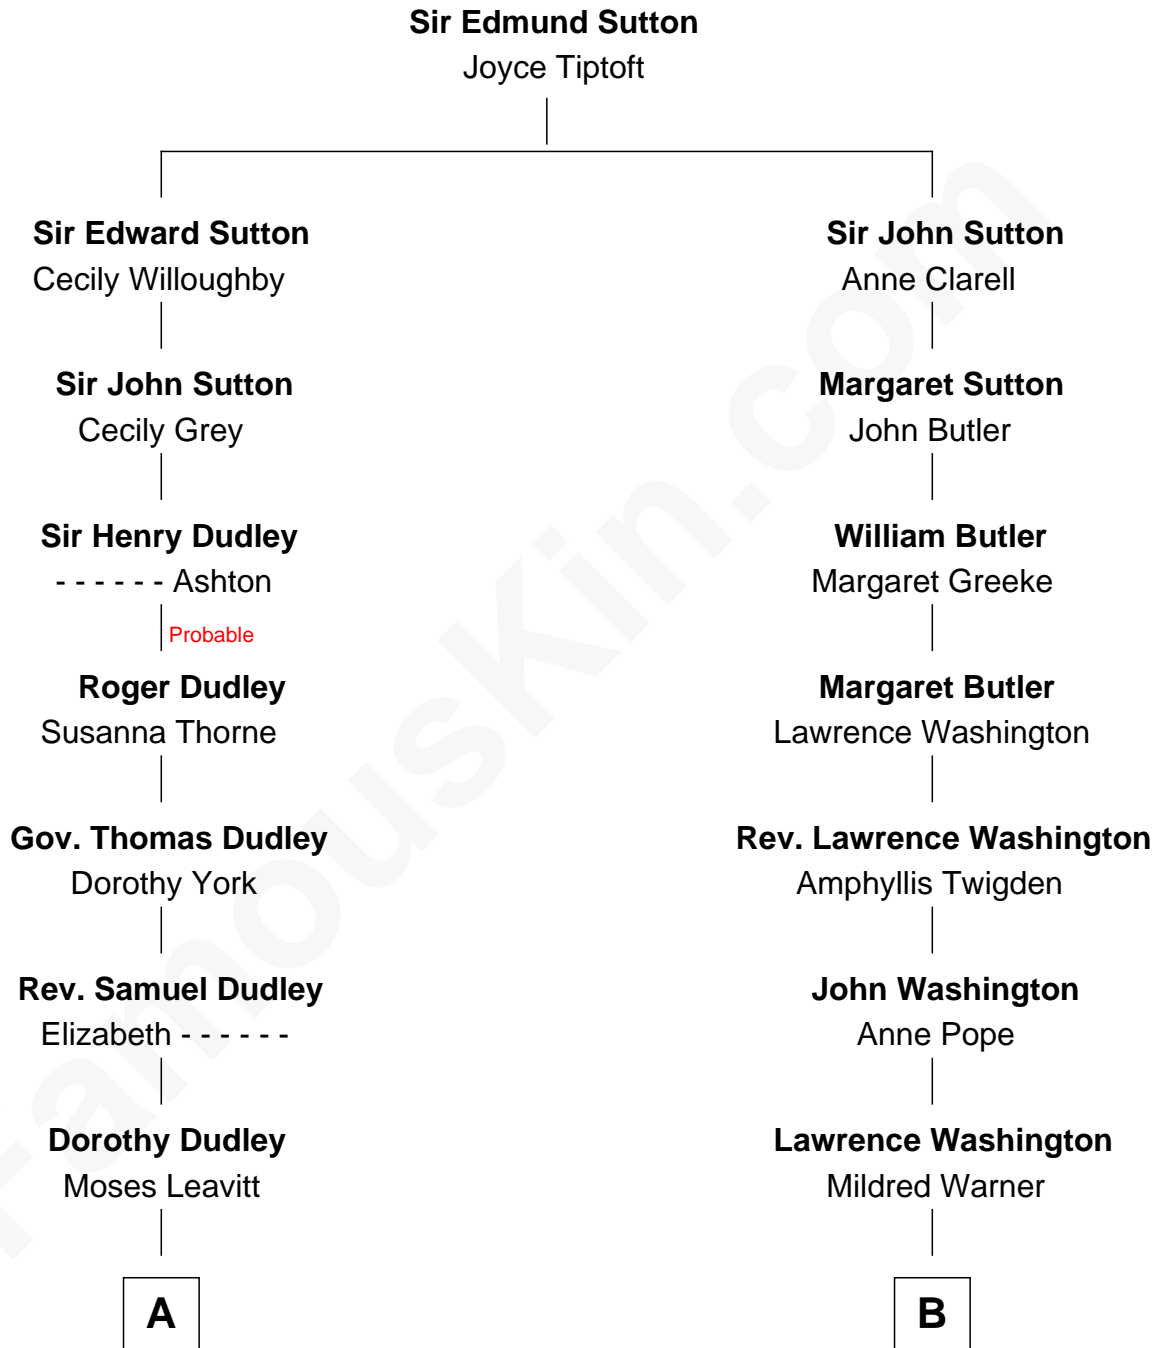 Sir Edmund Sutton
Joyce Tiptoft
Sir Edward Sutton
Cecily Willoughby
Sir John Sutton
Anne Clarell
Sir John Sutton
Cecily Grey
Margaret Sutton
John Butler
Sir Henry Dudley
- - - - - - Ashton
William Butler
Margaret Greeke
Probable
Roger Dudley
Susanna Thorne
Margaret Butler
Lawrence Washington
Gov. Thomas Dudley
Dorothy York
Rev. Lawrence Washington
Amphyllis Twigden
Rev. Samuel Dudley
Elizabeth - - - - - -
John Washington
Anne Pope
Dorothy Dudley
Moses Leavitt
Lawrence Washington
Mildred Warner
A
B
FamousKin.com